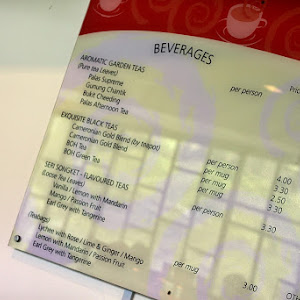 BEVERAGES
AROMATIC GARDEN TEAS
(Pure tea Leaves) per person Price
Palas Supreme
Gunung Chantik
Bukit Cheeding
Palas Afternoon Tea
EXQUISITE BLACK TEAS
Cameronian Gold Blend (by teapot) per person 4.00
Cameronian Gold Blend per mug 3.30
BOH Tea per mug 2.50
BOH Green Tea per mug 3.30
SERI SONGKET - FLAVOURED TEAS
(Loose Tea Leaves) per person 3.30
Vanilla / Lemon with Mandarin
Mango / Passion Fruit
Earl Grey with Tangerine
(Teabags) per mug 3.00
Lychee with Rose / Lime & Ginger / Mango
Lemon with Mandarin / Passion Fruit
Earl Grey with Tangerine
OTH